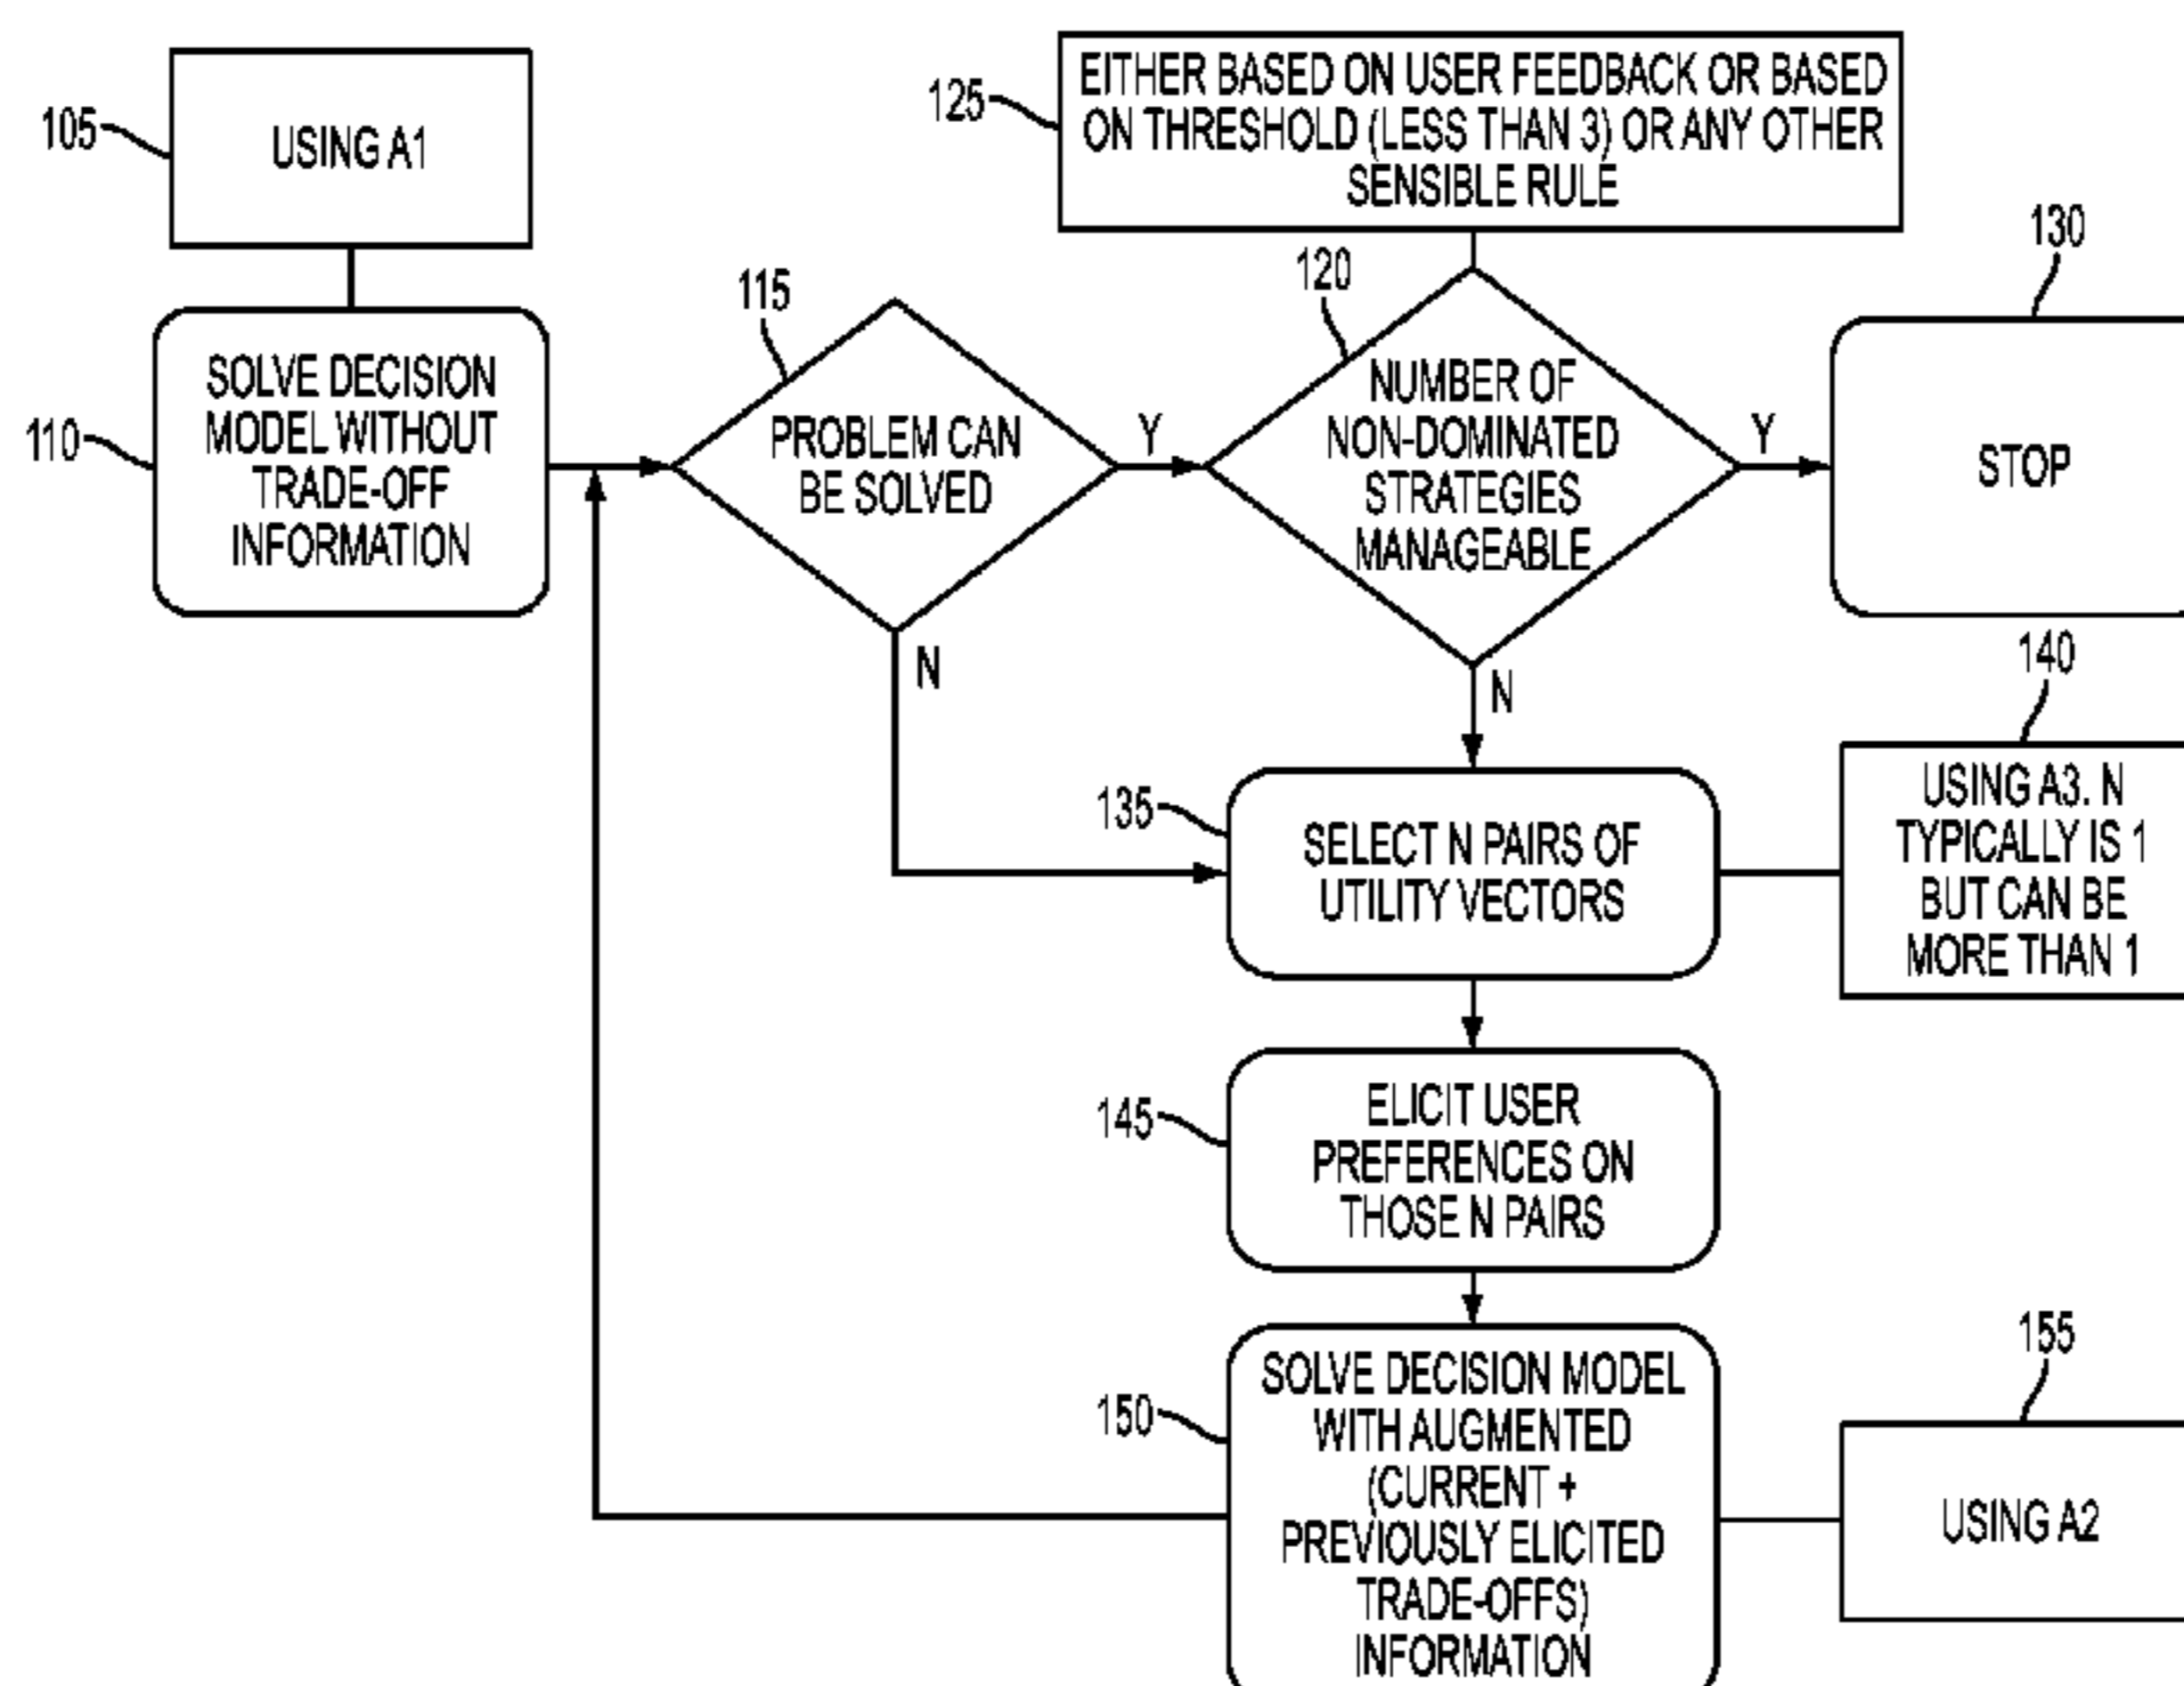 105
USING A1
125
EITHER BASED ON USER FEEDBACK OR BASED
ON THRESHOLD (LESS THAN 3) OR ANY OTHER
SENSIBLE RULE
110
SOLVE DECISION
MODEL WITHOUT
TRADE-OFF
INFORMATION
115
PROBLEM CAN
BE SOLVED
Y
N
120
NUMBER OF
NON-DOMINATED
STRATEGIES
MANAGEABLE
Y
N
130
STOP
135
SELECT N PAIRS OF
UTILITY VECTORS
140
USING A3. N
TYPICALLY IS 1
BUT CAN BE
MORE THAN 1
145
ELICIT USER
PREFERENCES ON
THOSE N PAIRS
150
SOLVE DECISION MODEL
WITH AUGMENTED
(CURRENT +
PREVIOUSLY ELICITED
TRADE-OFFS)
INFORMATION
155
USING A2